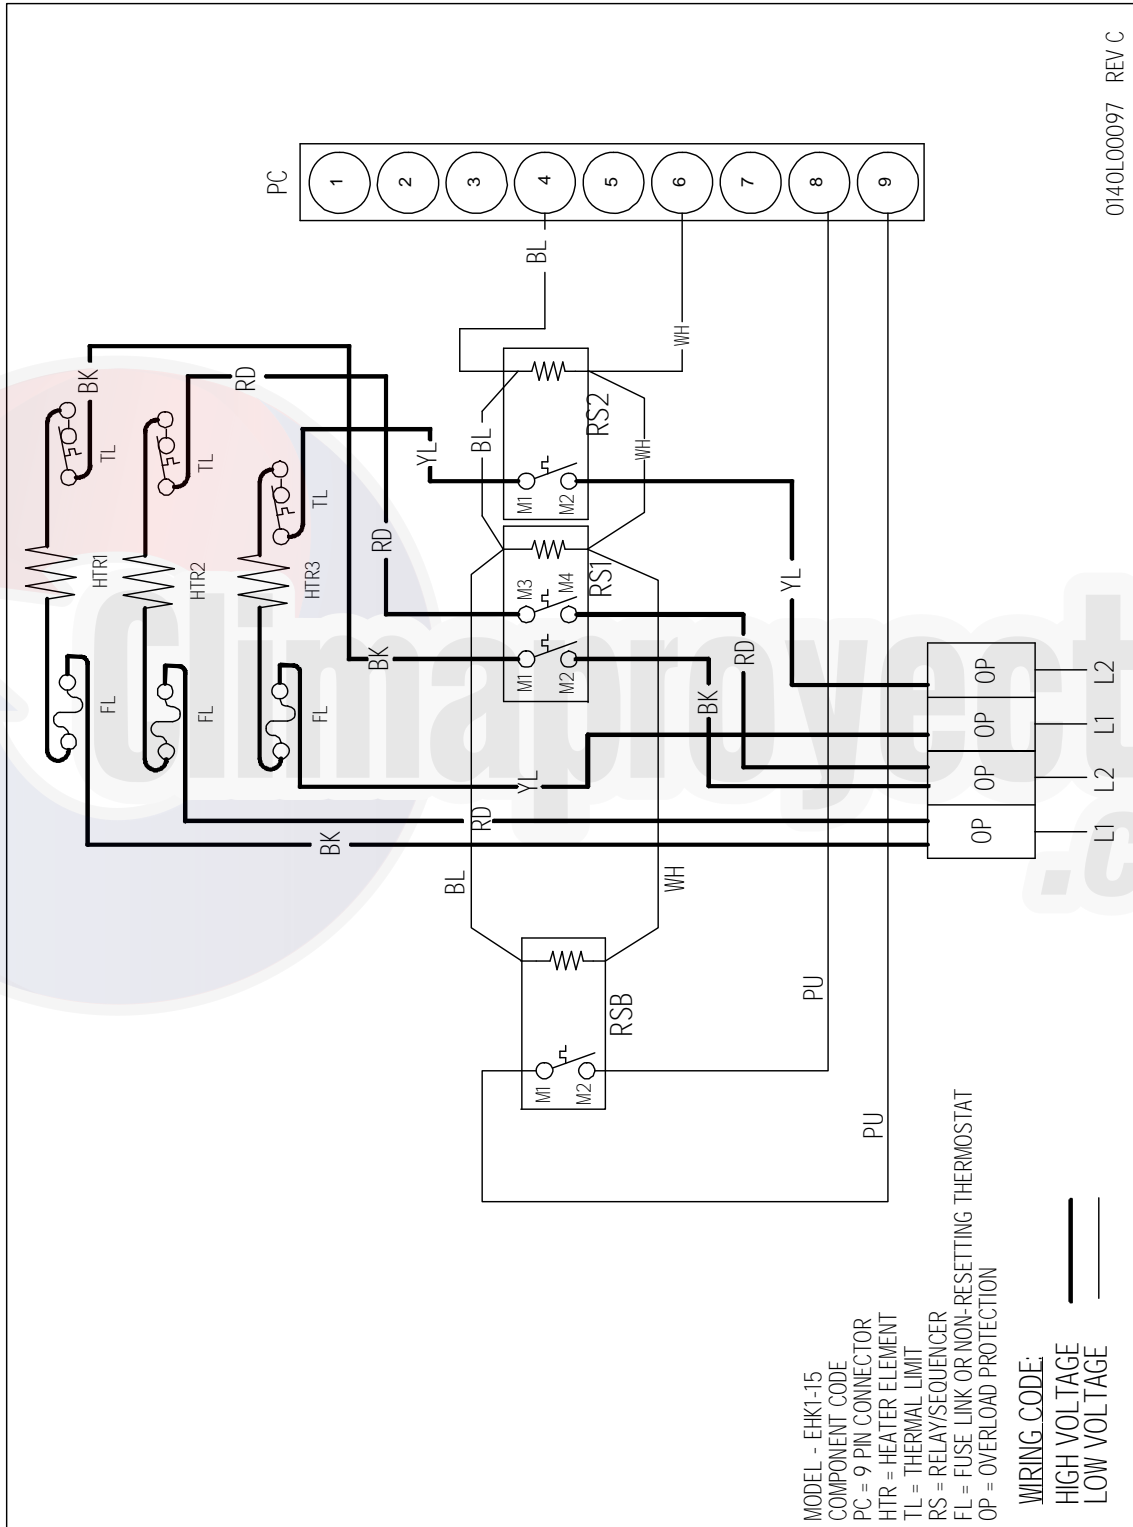 0140L00097 REV C
PC
1
2
3
4
5
6
7
8
9
BL
WH
BK
RD
TL
TL
TL
YL
BL
WH
RS2
M1
M2
HTR1
HTR2
HTR3
RD
M3
M4
RS1
M1
M2
BK
YL
RD
BK
FL
FL
FL
YL
RD
BK
BL
WH
OP
OP
OP
OP
L2
L1
L2
L1
RSB
M1
M2
PU
PU
Climaproyect
.c
MODEL - EHK1-15
COMPONENT CODE
PC = 9 PIN CONNECTOR
HTR = HEATER ELEMENT
TL = THERMAL LIMIT
RS = RELAY/SEQUENCER
FL = FUSE LINK OR NON-RESETTING THERMOSTAT
OP = OVERLOAD PROTECTION
WIRING CODE:
HIGH VOLTAGE
LOW VOLTAGE